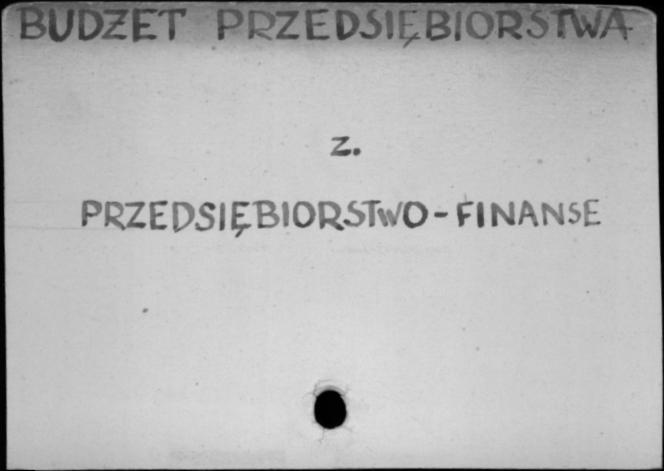 BUDŻET PRZEDSIĘBIORSTWA
z.
PRZEDSIĘBIORSTWO-FINANSE